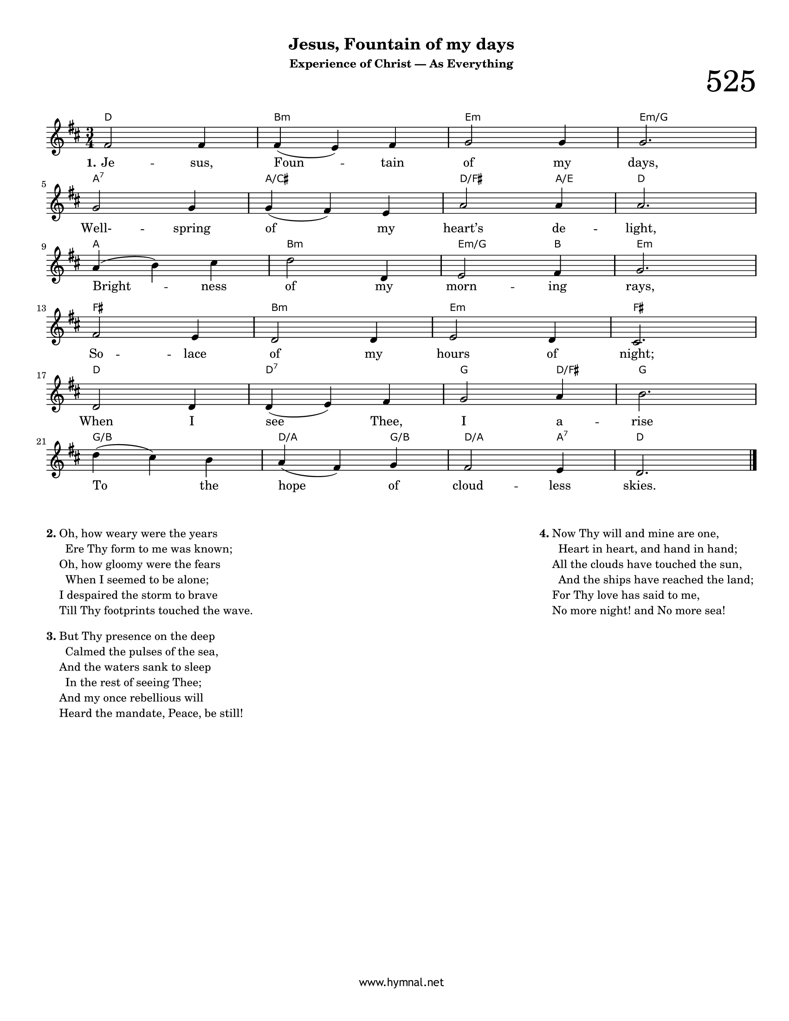 Jesus, Fountain of my days
Experience of Christ — As Everything
525
D Bm Em Em/G
3
4
1. Je - sus, Foun - tain of my days,
A7 A/C♯ D/F♯ A/E D
5
Well- - spring of my heart's de - light,
A Bm Em/G B Em
9
Bright - ness of my morn - ing rays,
F♯ Bm Em F♯
13
So - - lace of my hours of night;
D D7 G D/F♯ G
17
When I see Thee, I a - rise
G/B D/A G/B D/A A7 D
21
To the hope of cloud - less skies.
2. Oh, how weary were the years
Ere Thy form to me was known;
Oh, how gloomy were the fears
When I seemed to be alone;
I despaired the storm to brave
Till Thy footprints touched the wave.
3. But Thy presence on the deep
Calmed the pulses of the sea,
And the waters sank to sleep
In the rest of seeing Thee;
And my once rebellious will
Heard the mandate, Peace, be still!
4. Now Thy will and mine are one,
Heart in heart, and hand in hand;
All the clouds have touched the sun,
And the ships have reached the land;
For Thy love has said to me,
No more night! and No more sea!
www.hymnal.net